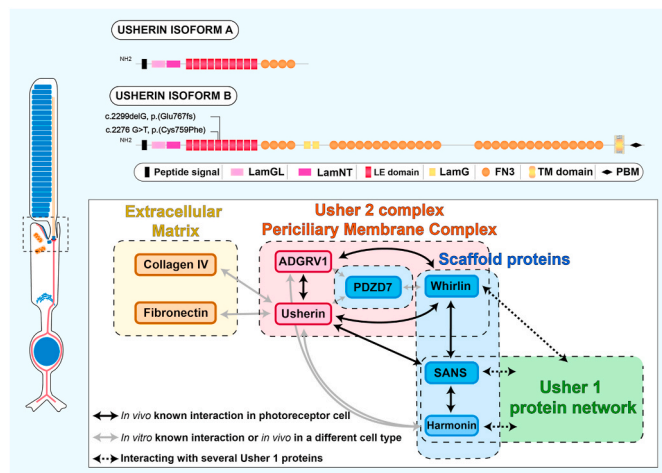 USHERIN ISOFORM A
NH2
USHERIN ISOFORM B
c.2299delG, p.(Glu767fs)
c.2276 G>T, p.(Cys759Phe)
NH2
Peptide signal LamGL LamNT LE domain LamG FN3 TM domain PBM
Extracellular
Matrix
Usher 2 complex
Periciliary Membrane Complex
Scaffold proteins
Collagen IV
Fibronectin
ADGRV1
PDZD7
Whirlin
Usherin
SANS
Harmonin
Usher 1
protein network
In vivo known interaction in photoreceptor cell
In vitro known interaction or in vivo in a different cell type
Interacting with several Usher 1 proteins